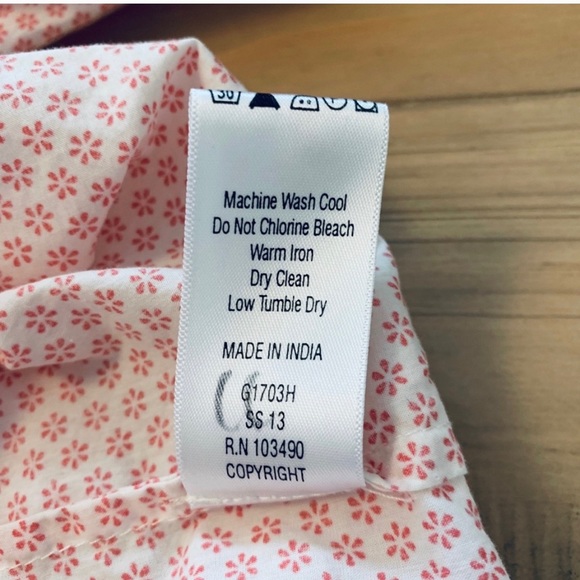 30
Machine Wash Cool
Do Not Chlorine Bleach
Warm Iron
Dry Clean
Low Tumble Dry
MADE IN INDIA
G1703H
SS 13
R.N 103490
COPYRIGHT